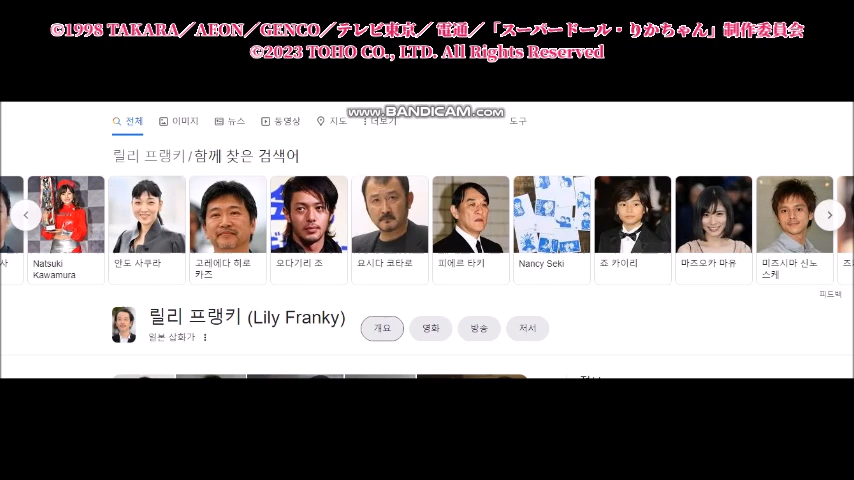 ©1998 TAKARA／AEON／GENCO／テレビ東京／電通／「スーパードール・りかちゃん」制作委員会
©2023 TOHO CO., LTD. All Rights Reserved
www.BANDICAM.com
전체 이미지 뉴스 동영상 지도 더보기 도구
릴리 프랭키/함께 찾은 검색어
사
Natsuki Kawamura
안도 사쿠라
고레에다 히로카즈
오다기리 조
요시다 코타로
피에르 타키
Nancy Seki
죠 카이리
마츠오카 마유
미즈시마 신노스케
피드백
릴리 프랭키 (Lily Franky)
일본 삽화가
개요 영화 방송 저서